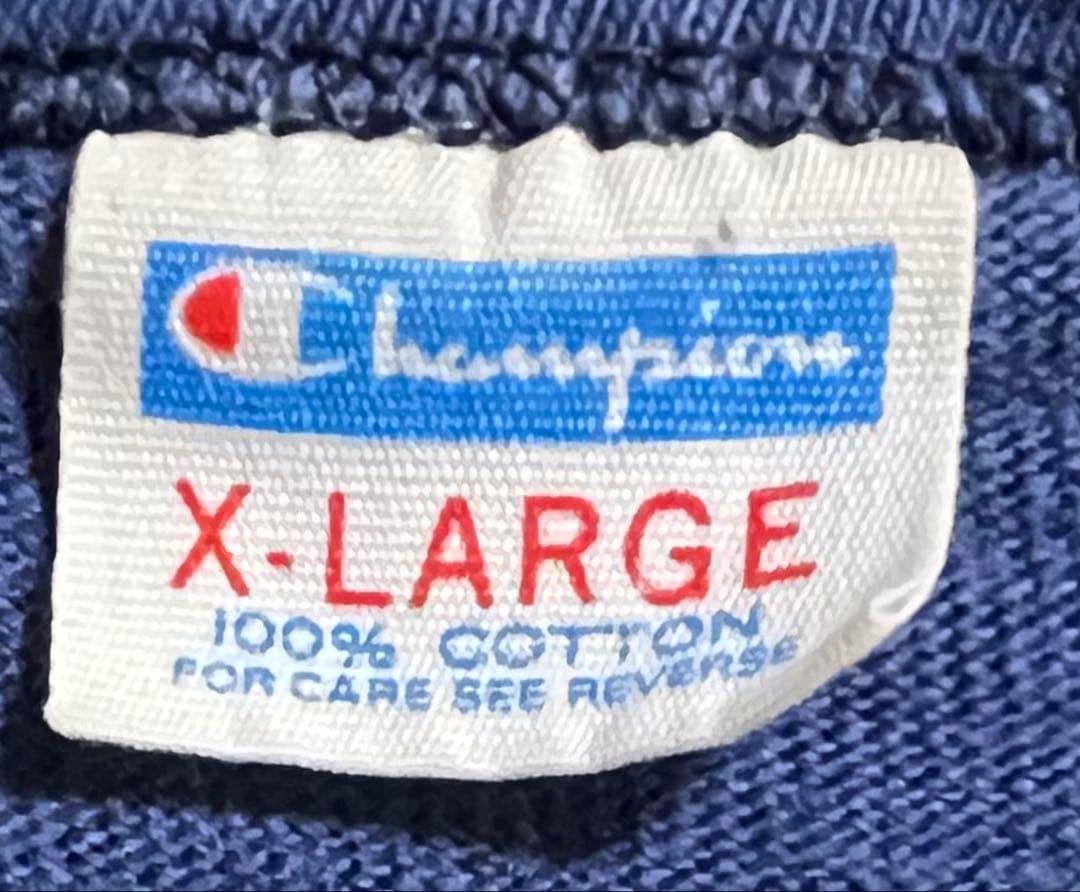 Champion
X-LARGE
100% COTTON
FOR CARE SEE REVERSE